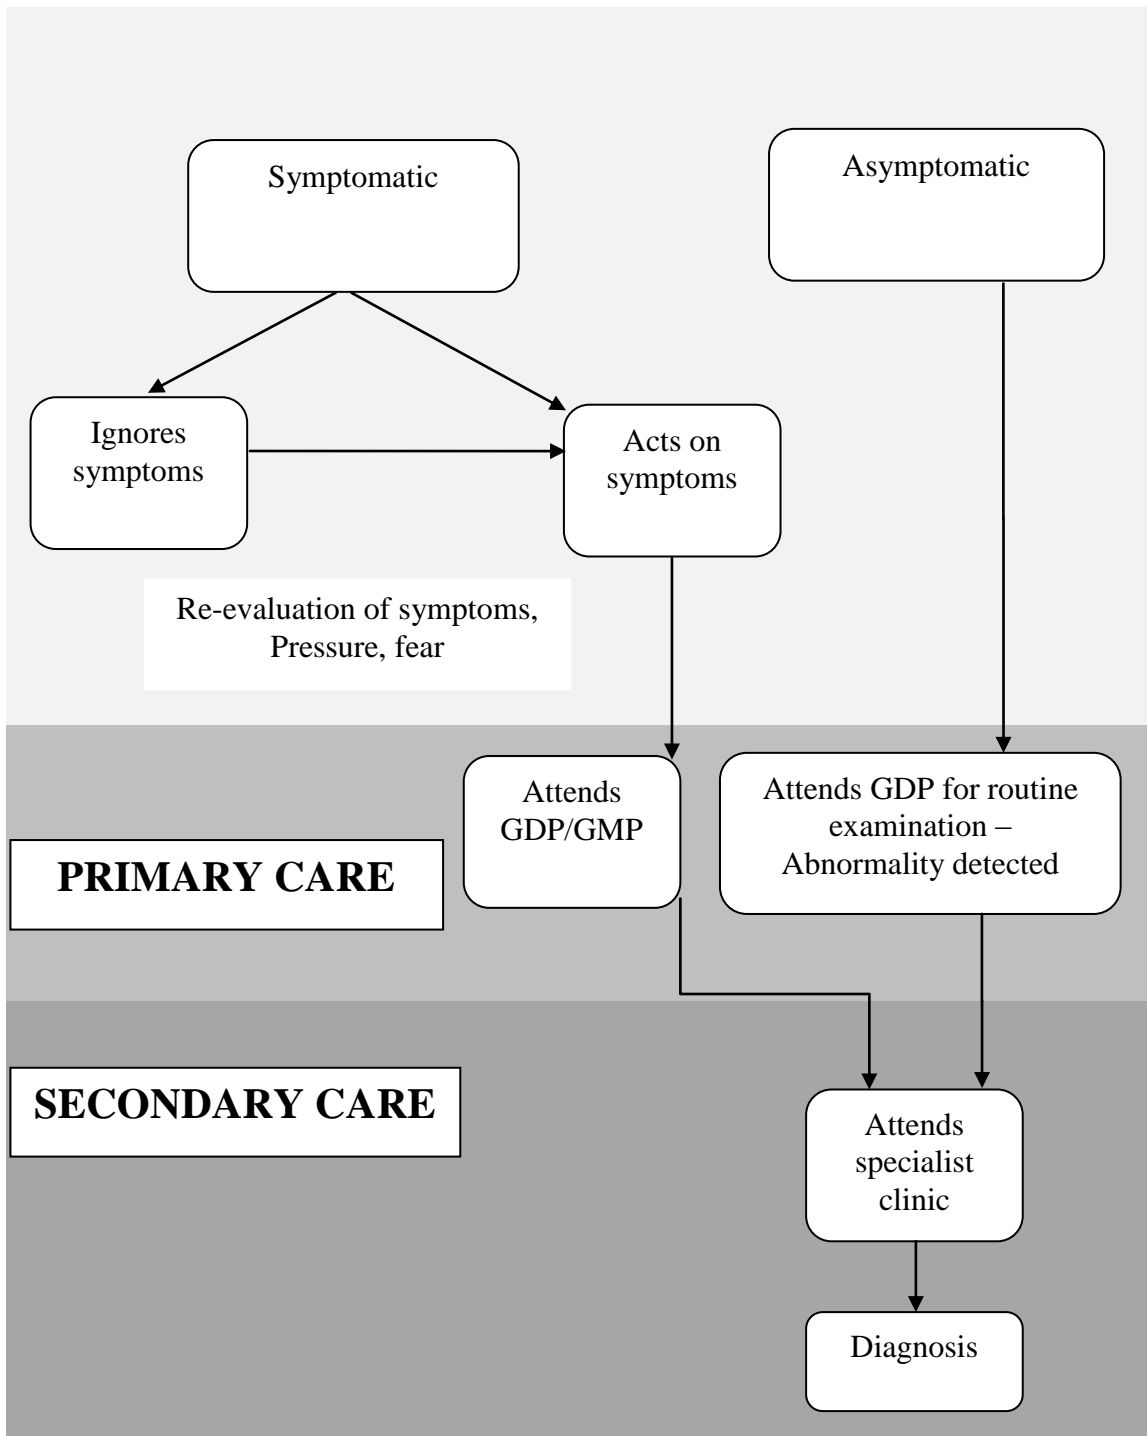 Symptomatic
Asymptomatic
Ignores
symptoms
Acts on
symptoms
Re-evaluation of symptoms,
Pressure, fear
Attends
GDP/GMP
Attends GDP for routine
examination –
Abnormality detected
PRIMARY CARE
SECONDARY CARE
Attends
specialist
clinic
Diagnosis